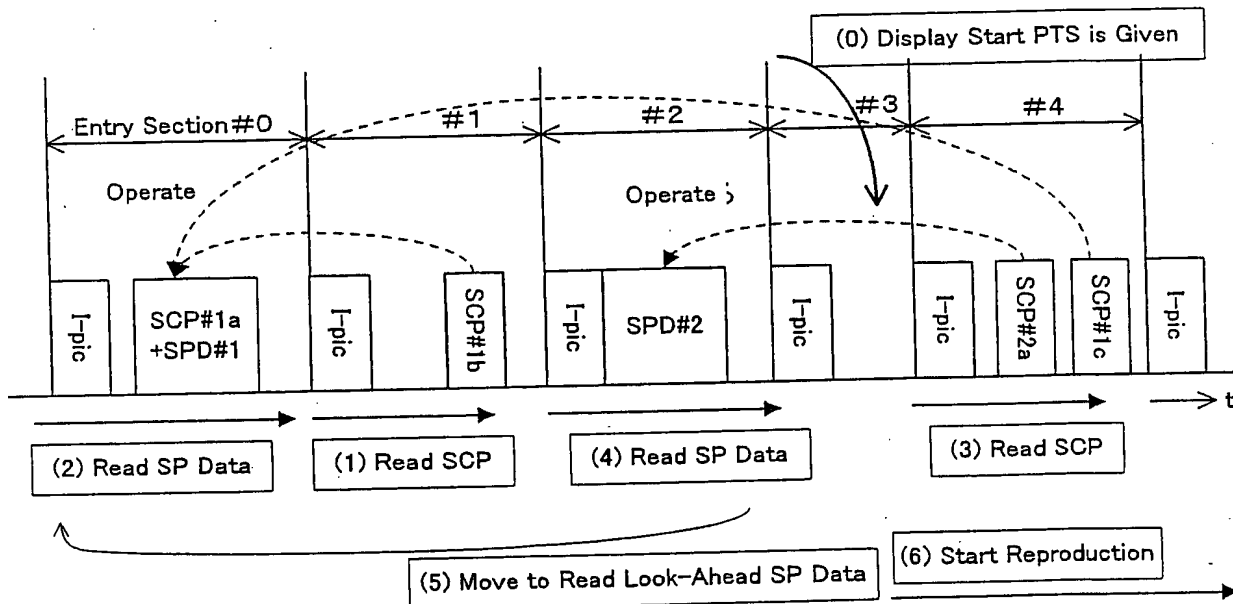 (0) Display Start PTS is Given
Entry Section#0
#1
#2
#3
#4
Operate
Operate ;
I-pic
SCP#1a
+SPD#1
I-pic
SCP#1b
I-pic
SPD#2
I-pic
I-pic
SCP#2a
SCP#1c
I-pic
t
(2) Read SP Data
(1) Read SCP
(4) Read SP Data
(3) Read SCP
(5) Move to Read Look-Ahead SP Data
(6) Start Reproduction